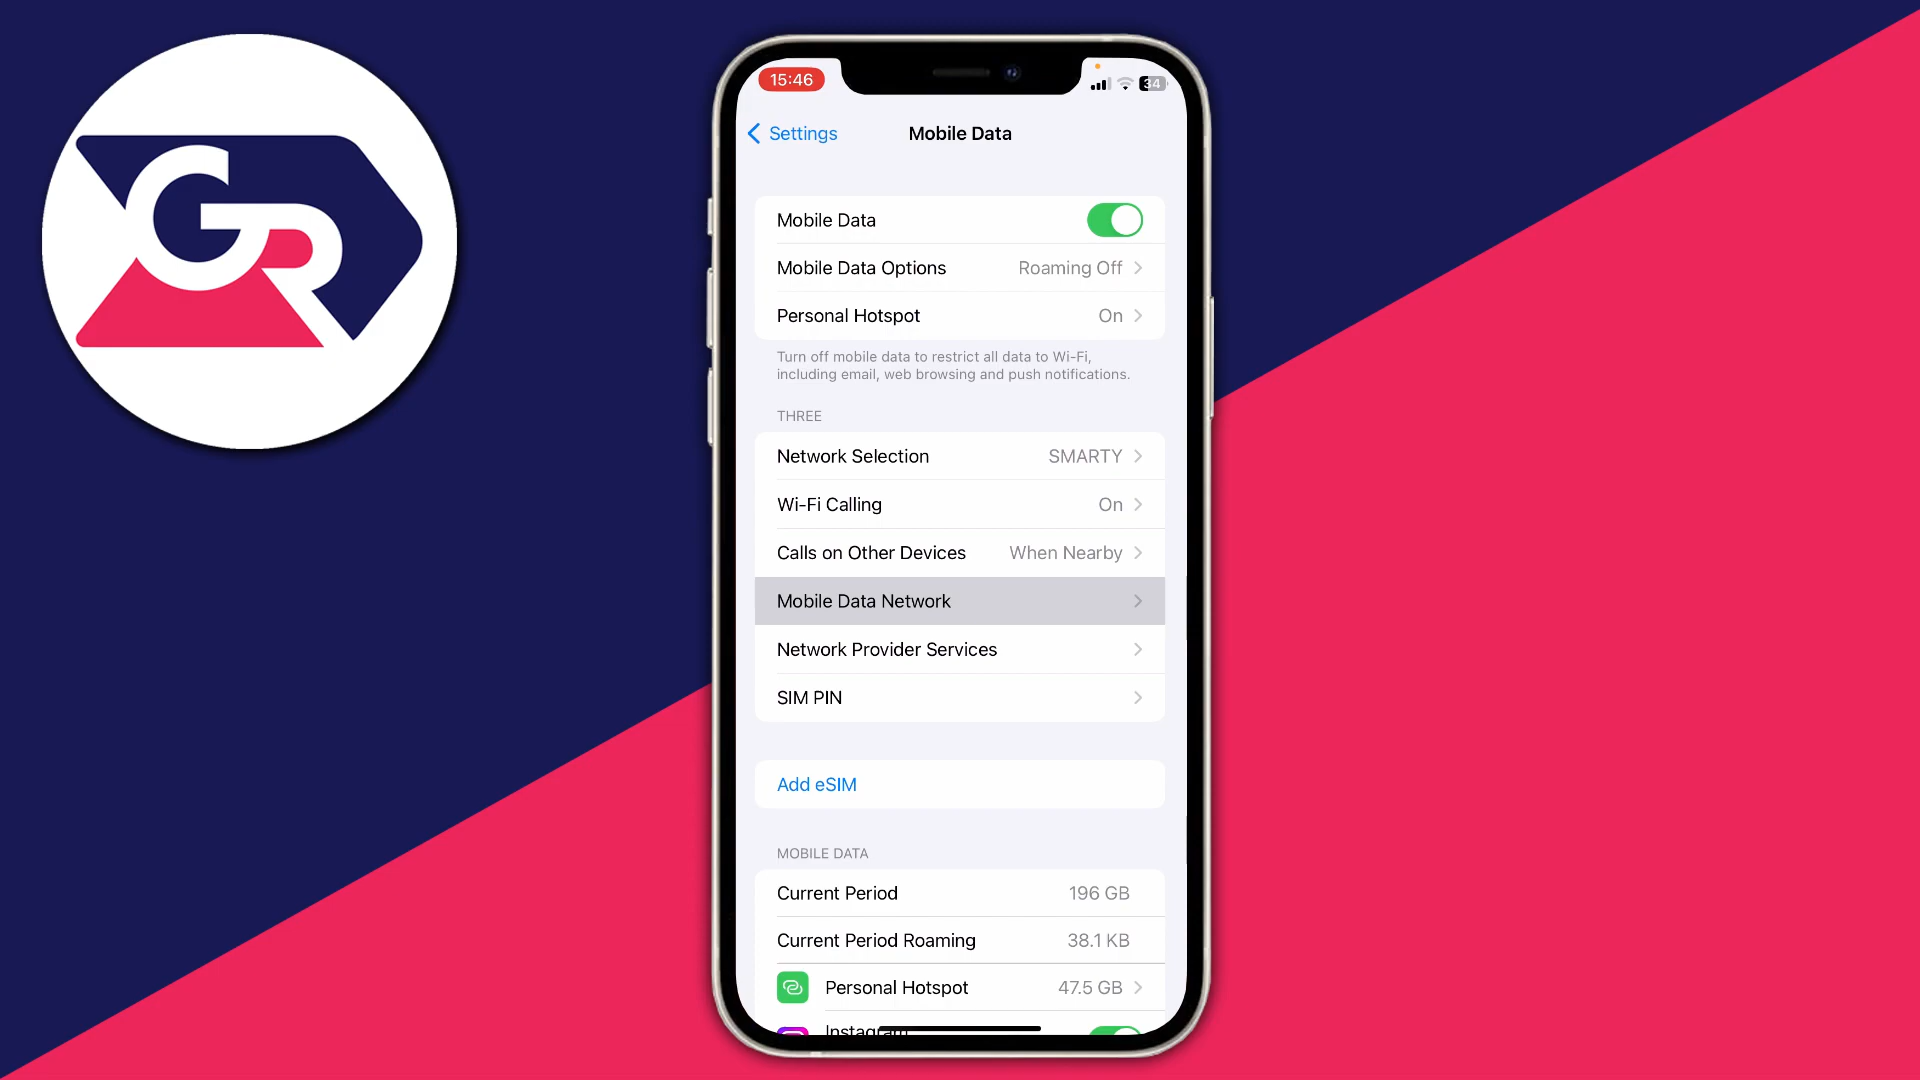 GR
15:46
34
Settings
Mobile Data
Mobile Data
Mobile Data Options Roaming Off
Personal Hotspot On
Turn off mobile data to restrict all data to Wi-Fi,
including email, web browsing and push notifications.
THREE
Network Selection SMARTY
Wi-Fi Calling On
Calls on Other Devices When Nearby
Mobile Data Network
Network Provider Services
SIM PIN
Add eSIM
MOBILE DATA
Current Period 196 GB
Current Period Roaming 38.1 KB
Personal Hotspot 47.5 GB
Instagram